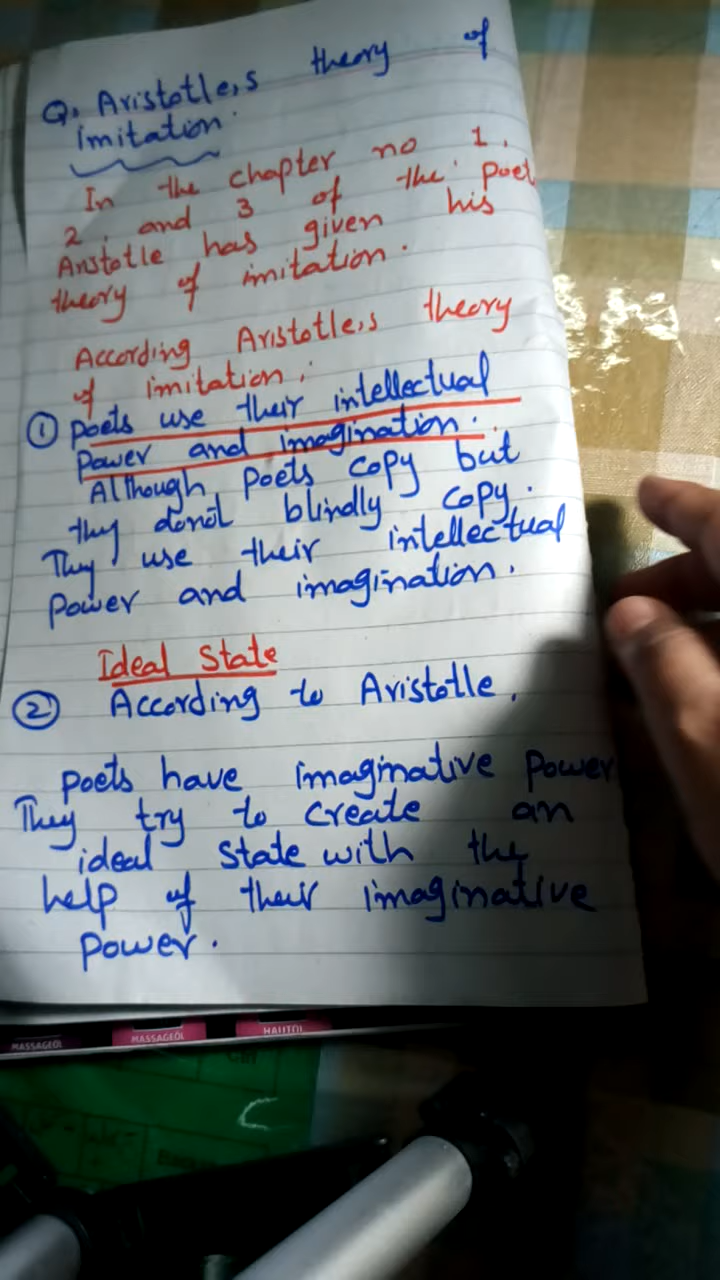 Q. Aristotle,s theory of
imitation.
In the chapter no 1,
2, and 3 of the poet
Aristotle has given his
theory of imitation.
According Aristotle,s theory
of imitation:
① Poets use their intellectual
Power and imagination.
Although Poets copy but
they donot blindly copy.
They use their intellectual
Power and imagination.
Ideal State
② According to Aristotle,
Poets have imaginative Power
They try to create an
ideal state with the
help of their imaginative
Power.
MASSAGEÖL MASSAGEÖL HAUTÖL